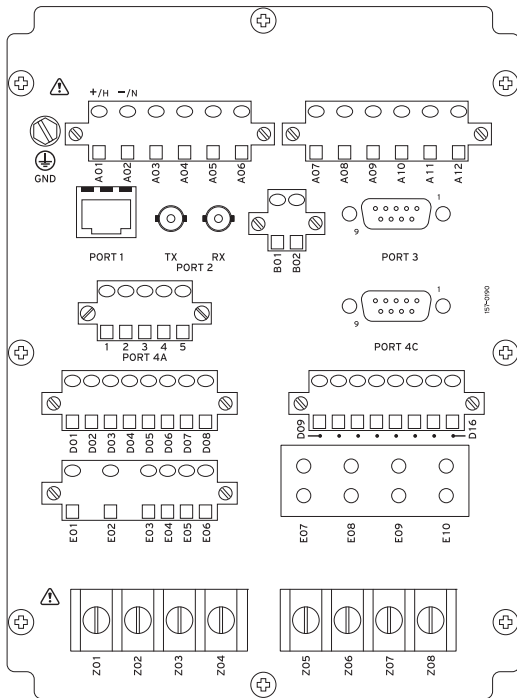 +/H −/N
A01 A02 A03 A04 A05 A06 A07 A08 A09 A10 A11 A12
GND
1
9
PORT 1 TX RX B01 B02 PORT 3
PORT 2
1
9
157-0190
1 2 3 4 5
PORT 4A PORT 4C
D09 D16
D01 D02 D03 D04 D05 D06 D07 D08
E01 E02 E03 E04 E05 E06 E07 E08 E09 E10
Z01 Z02 Z03 Z04 Z05 Z06 Z07 Z08